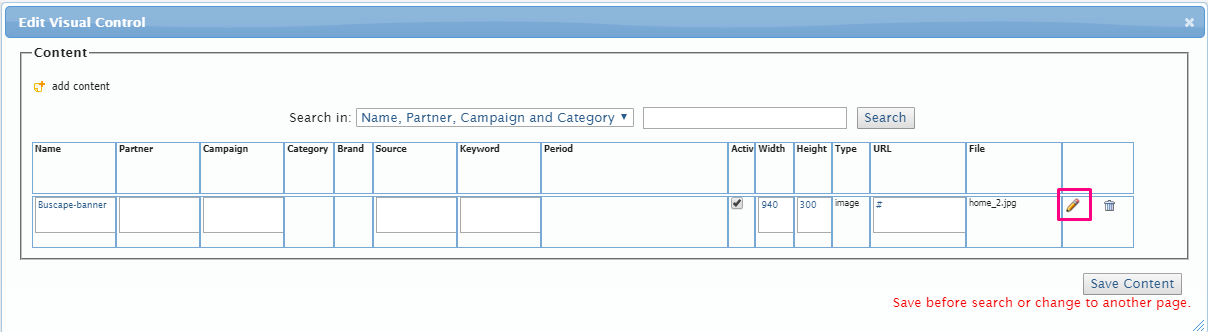 Edit Visual Control
Content
add content
Search in: Name, Partner, Campaign and Category Search
Name Partner Campaign Category Brand Source Keyword Period Activ Width Height Type URL File
Buscape-banner 940 300 image # home_2.jpg
Save Content
Save before search or change to another page.